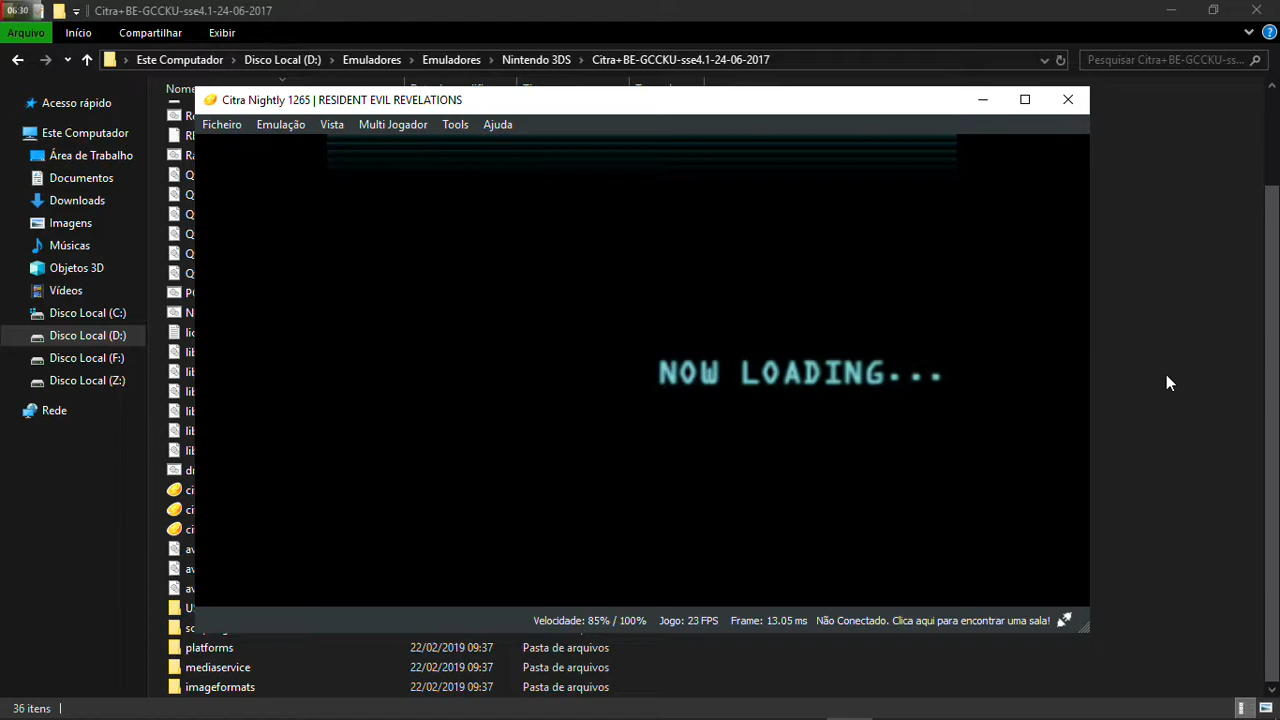 06:30
Citra+BE-GCCKU-sse4.1-24-06-2017
Arquivo Início Compartilhar Exibir
Este Computador Disco Local (D:) Emuladores Emuladores Nintendo 3DS Citra+BE-GCCKU-sse4.1-24-06-2017
Pesquisar Citra+BE-GCCKU-ss...
Acesso rápido
Este Computador
Área de Trabalho
Documentos
Downloads
Imagens
Músicas
Objetos 3D
Vídeos
Disco Local (C:)
Disco Local (D:)
Disco Local (F:)
Disco Local (Z:)
Rede
Citra Nightly 1265 | RESIDENT EVIL REVELATIONS
Ficheiro Emulação Vista Multi Jogador Tools Ajuda
NOW LOADING...
Velocidade: 85% / 100% Jogo: 23 FPS Frame: 13.05 ms Não Conectado. Clica aqui para encontrar uma sala!
platforms 22/02/2019 09:37 Pasta de arquivos
mediaservice 22/02/2019 09:37 Pasta de arquivos
imageformats 22/02/2019 09:37 Pasta de arquivos
36 itens